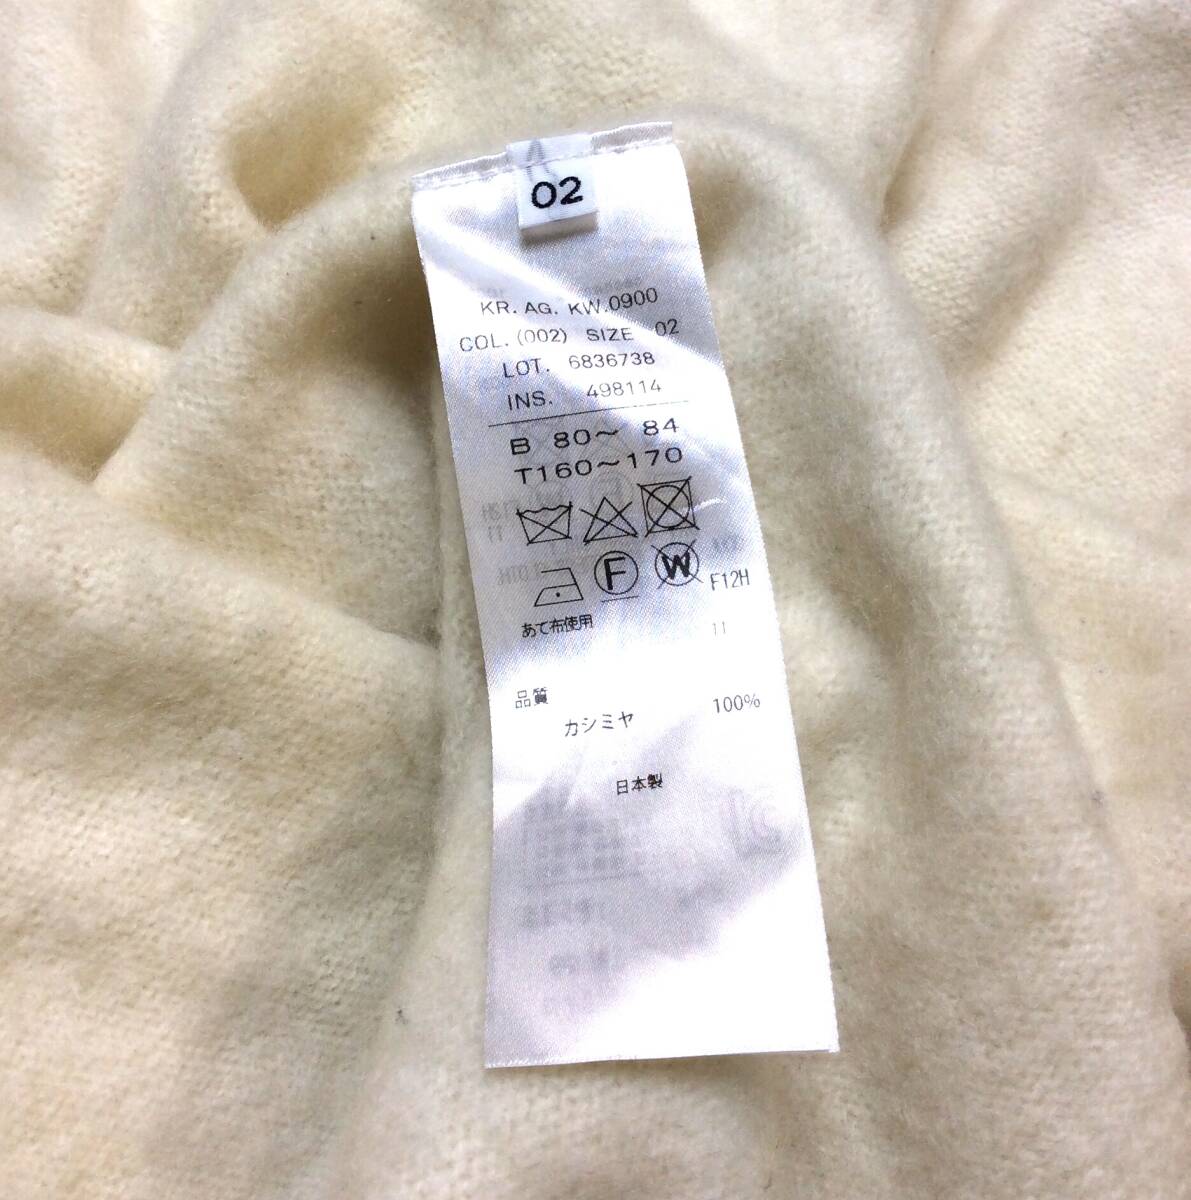 02
KR. AG. KW.0900
COL. (002) SIZE 02
LOT. 6836738
INS. 498114
B 80～ 84
T160～170
F W F12H
あて布使用 11
品質
カシミヤ 100%
日本製